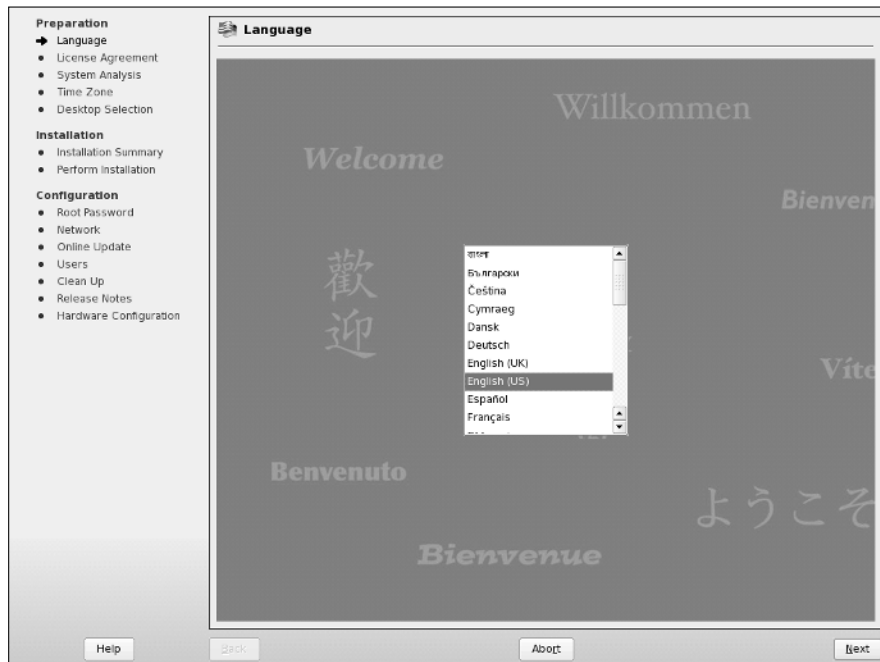 Preparation
Language
License Agreement
System Analysis
Time Zone
Desktop Selection
Installation
Installation Summary
Perform Installation
Configuration
Root Password
Network
Online Update
Users
Clean Up
Release Notes
Hardware Configuration
Language
Willkommen
Welcome
Bienven
歡迎
বাংলা
Български
Čeština
Cymraeg
Dansk
Deutsch
English (UK)
English (US)
Español
Français
Víte
Benvenuto
ようこそ
Bienvenue
Help
Back
Abort
Next